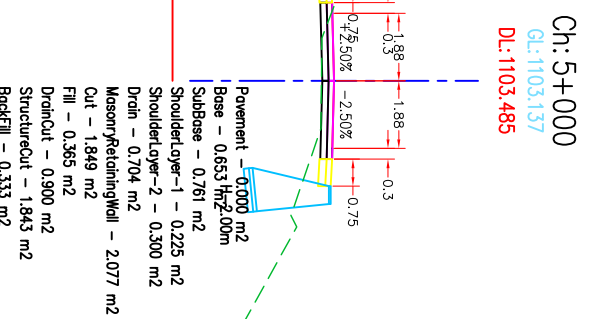 Ch: 5+000
GL:1103.137
DL:1103.485
1.88
1.88
0.3
0.3
0.75
0.75
+2.50%
-2.50%
H=2.00m
Pavement - 0.000 m2
Base - 0.653 m2
SubBase - 0.761 m2
ShoulderLayer-1 - 0.225 m2
ShoulderLayer-2 - 0.300 m2
Drain - 0.704 m2
MasonryRetainingWall - 2.077 m2
Cut - 1.849 m2
Fill - 0.365 m2
DrainCut - 0.900 m2
StructureCut - 1.843 m2
BackFill - 0.333 m2